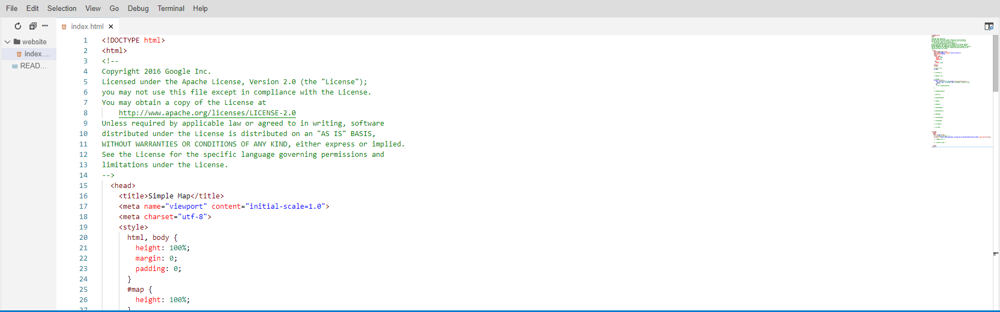 File Edit Selection View Go Debug Terminal Help
index.html
website
index....
READ...
1 <!DOCTYPE html>
2 <html>
3 <!--
4 Copyright 2016 Google Inc.
5 Licensed under the Apache License, Version 2.0 (the "License");
6 you may not use this file except in compliance with the License.
7 You may obtain a copy of the License at
8 http://www.apache.org/licenses/LICENSE-2.0
9 Unless required by applicable law or agreed to in writing, software
10 distributed under the License is distributed on an "AS IS" BASIS,
11 WITHOUT WARRANTIES OR CONDITIONS OF ANY KIND, either express or implied.
12 See the License for the specific language governing permissions and
13 limitations under the License.
14 -->
15 <head>
16 <title>Simple Map</title>
17 <meta name="viewport" content="initial-scale=1.0">
18 <meta charset="utf-8">
19 <style>
20 html, body {
21 height: 100%;
22 margin: 0;
23 padding: 0;
24 }
25 #map {
26 height: 100%;
27 }